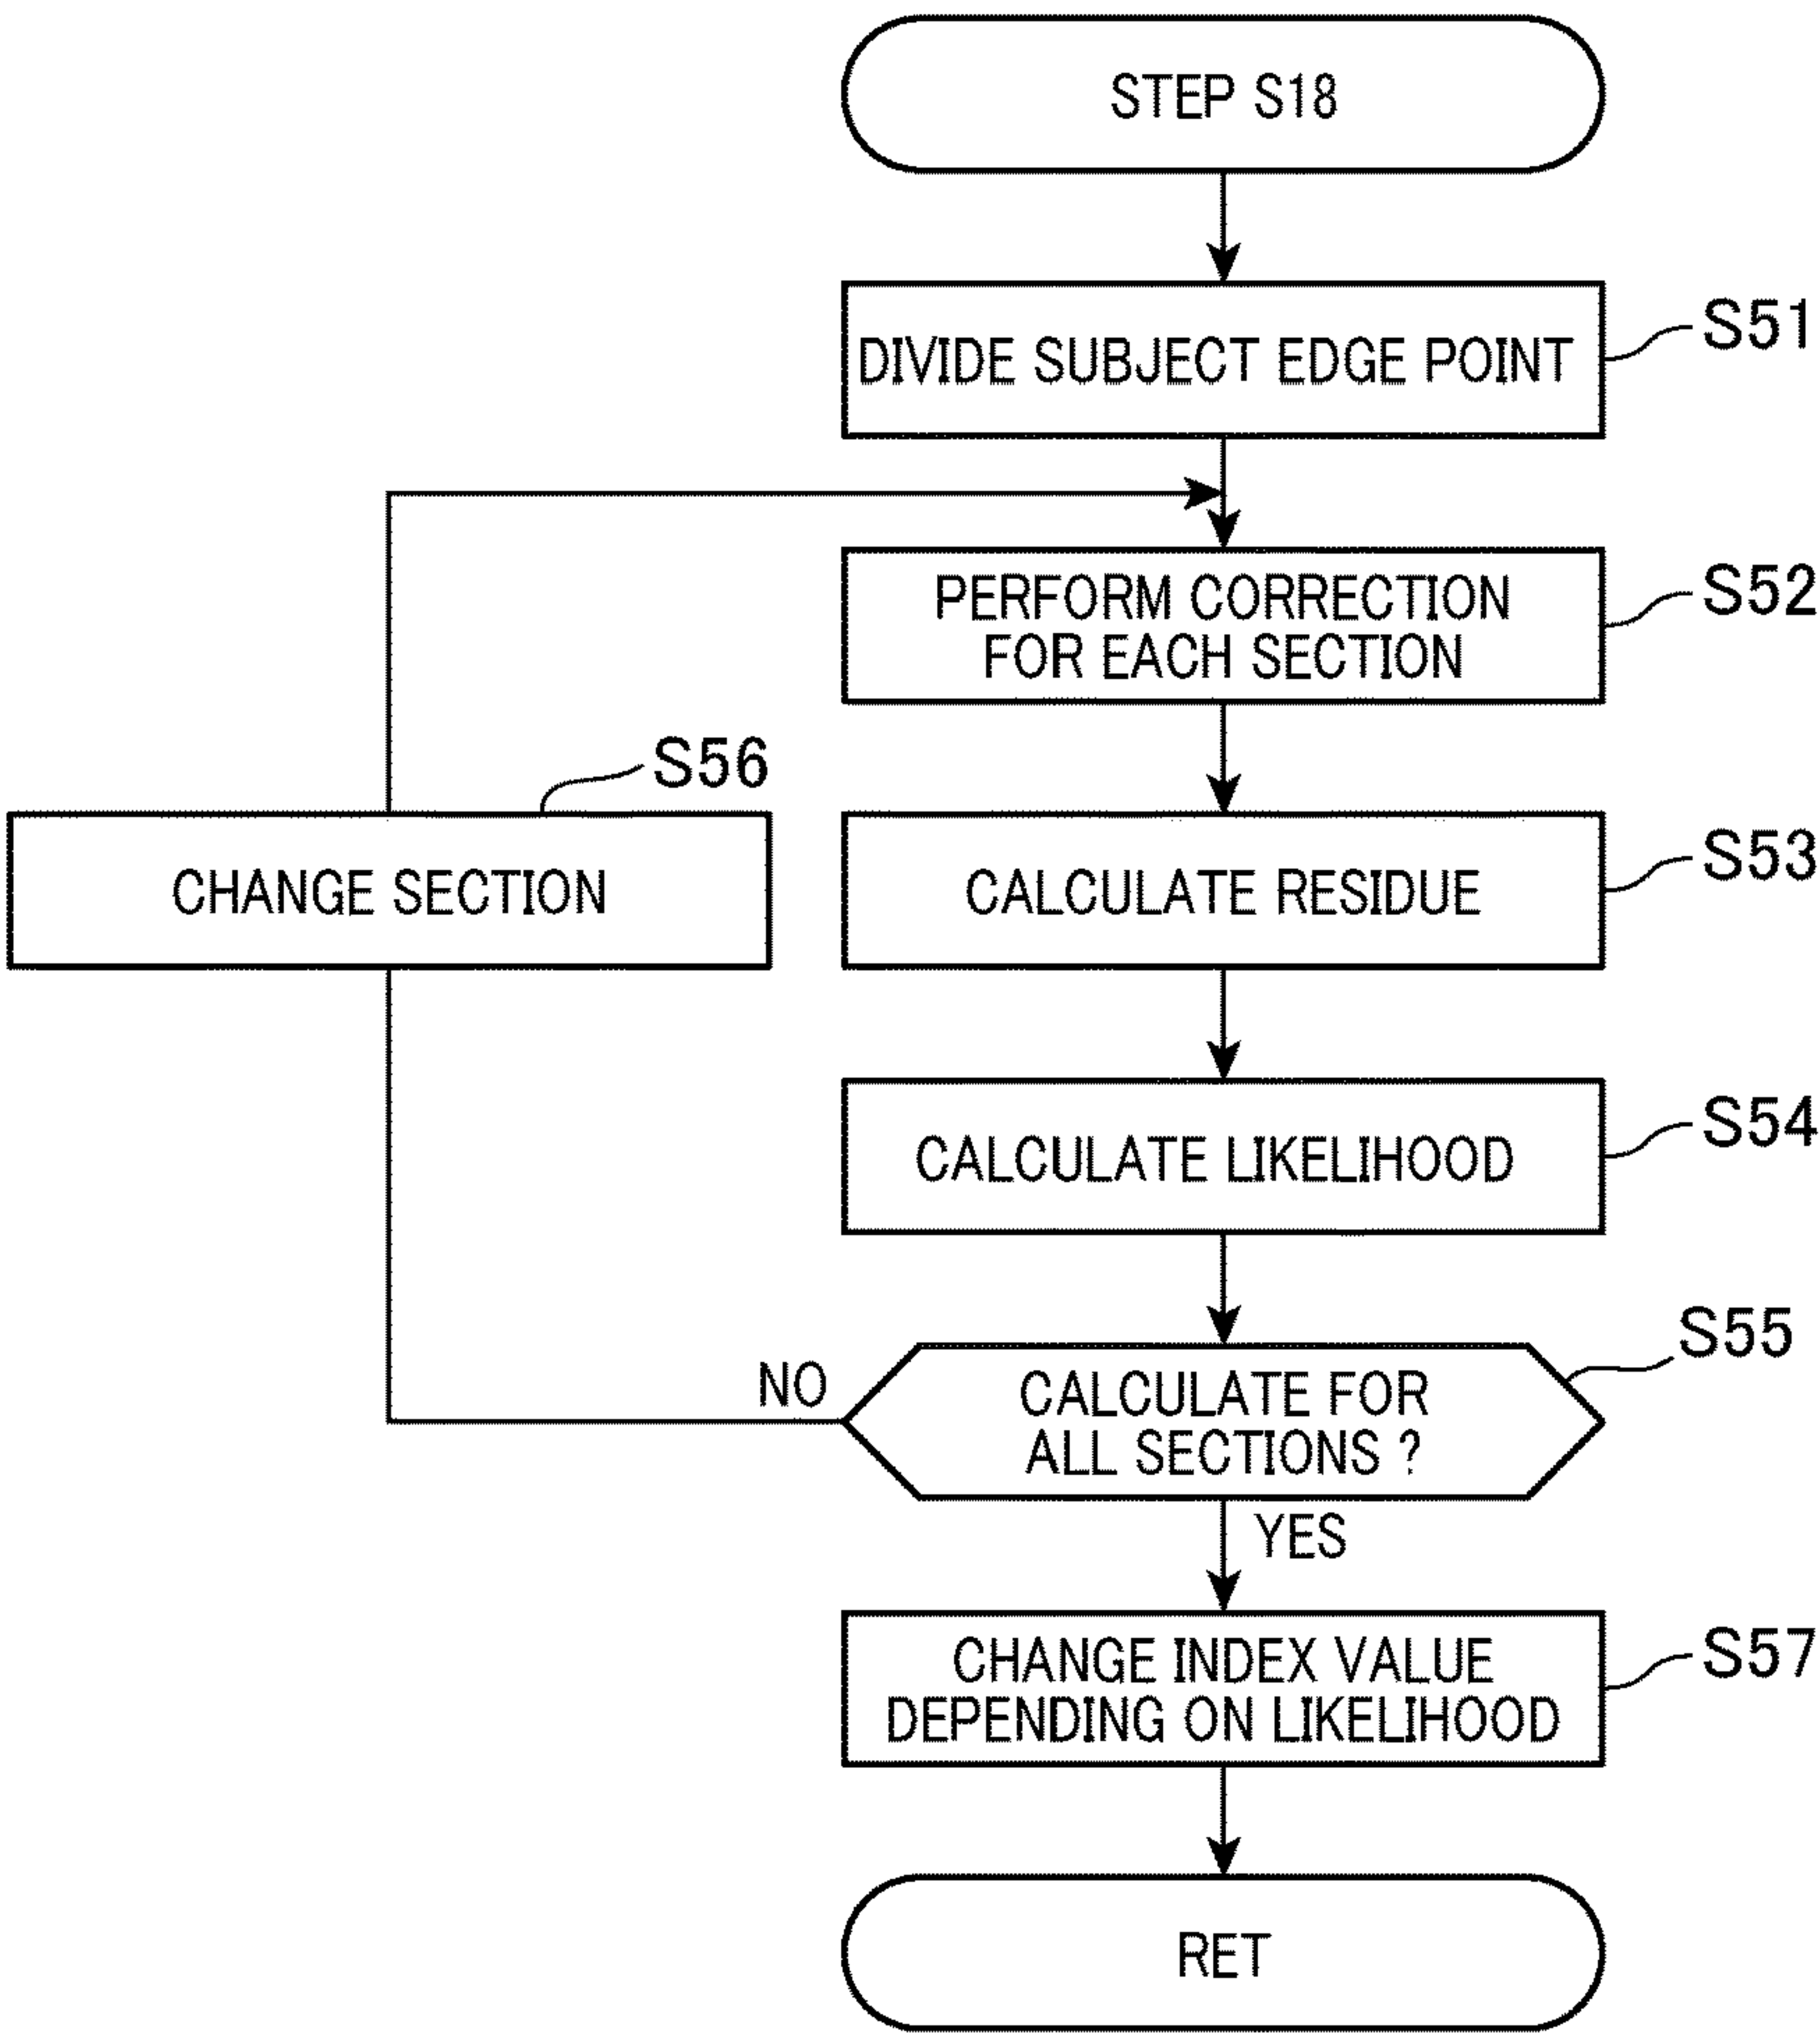 STEP S18
DIVIDE SUBJECT EDGE POINT
S51
PERFORM CORRECTION
FOR EACH SECTION
S52
S56
CHANGE SECTION
CALCULATE RESIDUE
S53
CALCULATE LIKELIHOOD
S54
S55
NO
CALCULATE FOR
ALL SECTIONS ?
YES
CHANGE INDEX VALUE
DEPENDING ON LIKELIHOOD
S57
RET